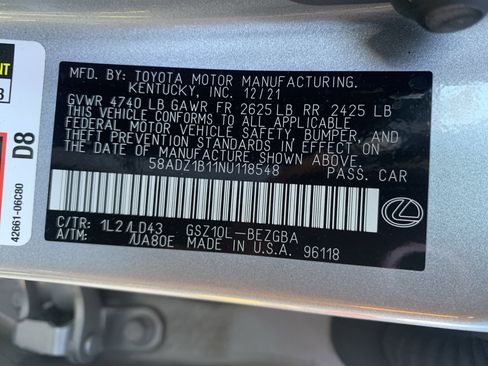 MFD. BY: TOYOTA MOTOR MANUFACTURING.
KENTUCKY, INC. 12/21
GVWR 4740 LB GAWR FR 2625 LB RR 2425 LB
THIS VEHICLE CONFORMS TO ALL APPLICABLE
FEDERAL MOTOR VEHICLE SAFETY, BUMPER, AND
THEFT PREVENTION STANDARDS IN EFFECT ON
THE DATE OF MANUFACTURE SHOWN ABOVE.
58ADZ1B11NU118548 PASS. CAR
C/TR: 1L2/LD43 GSZ10L-BEZGBA
A/TM: /UA80E MADE IN U.S.A. 96118
D8
42661-06C80